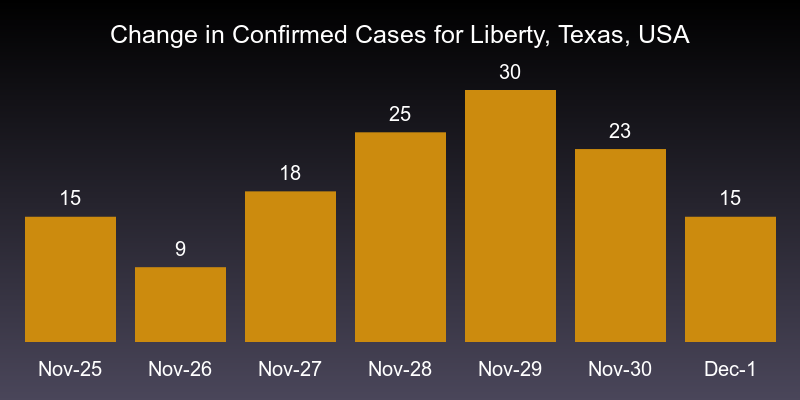 Change in Confirmed Cases for Liberty, Texas, USA
15
9
18
25
30
23
15
Nov-25
Nov-26
Nov-27
Nov-28
Nov-29
Nov-30
Dec-1